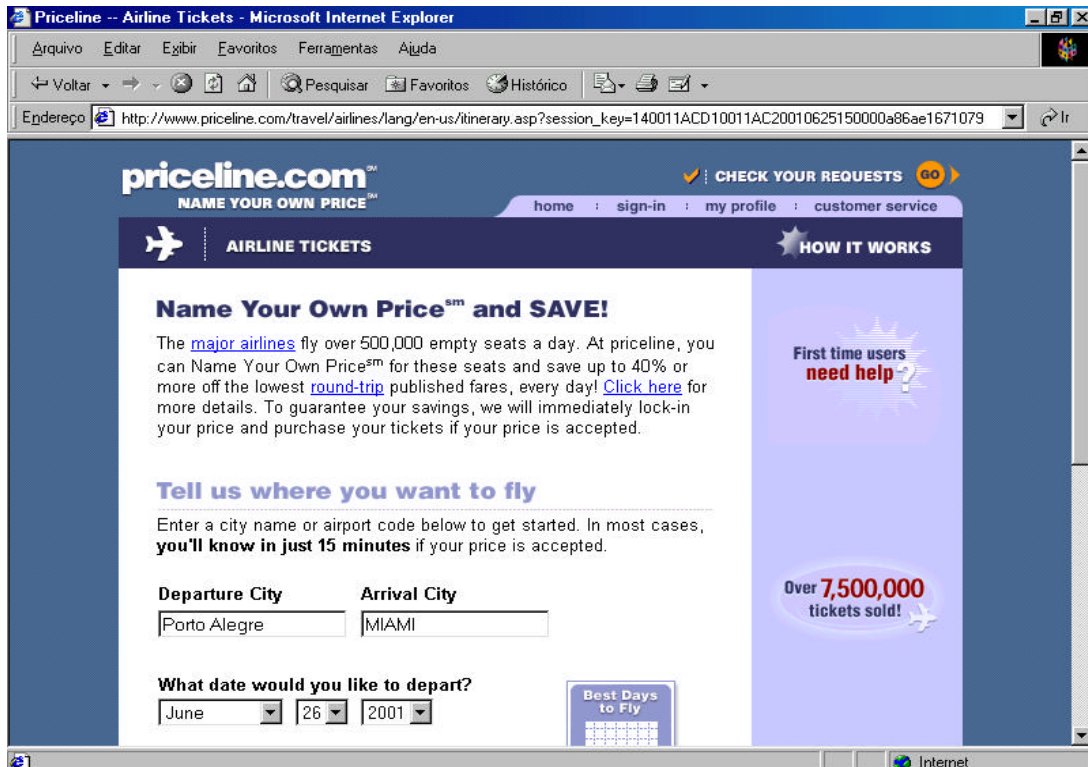 Priceline -- Airline Tickets - Microsoft Internet Explorer
Arquivo Editar Exibir Favoritos Ferramentas Ajuda
Voltar Pesquisar Favoritos Histórico
Endereço http://www.priceline.com/travel/airlines/lang/en-us/itinerary.asp?session_key=140011ACD10011AC20010625150000a86ae1671079 Ir
priceline.com℠
NAME YOUR OWN PRICE℠
CHECK YOUR REQUESTS GO
home : sign-in : my profile : customer service
AIRLINE TICKETS
HOW IT WORKS
Name Your Own Price℠ and SAVE!
The major airlines fly over 500,000 empty seats a day. At priceline, you
can Name Your Own Price℠ for these seats and save up to 40% or
more off the lowest round-trip published fares, every day! Click here for
more details. To guarantee your savings, we will immediately lock-in
your price and purchase your tickets if your price is accepted.
First time users
need help ?
Tell us where you want to fly
Enter a city name or airport code below to get started. In most cases,
you'll know in just 15 minutes if your price is accepted.
Departure City Arrival City
Porto Alegre MIAMI
Over 7,500,000
tickets sold!
What date would you like to depart?
June 26 2001
Best Days
to Fly
Internet